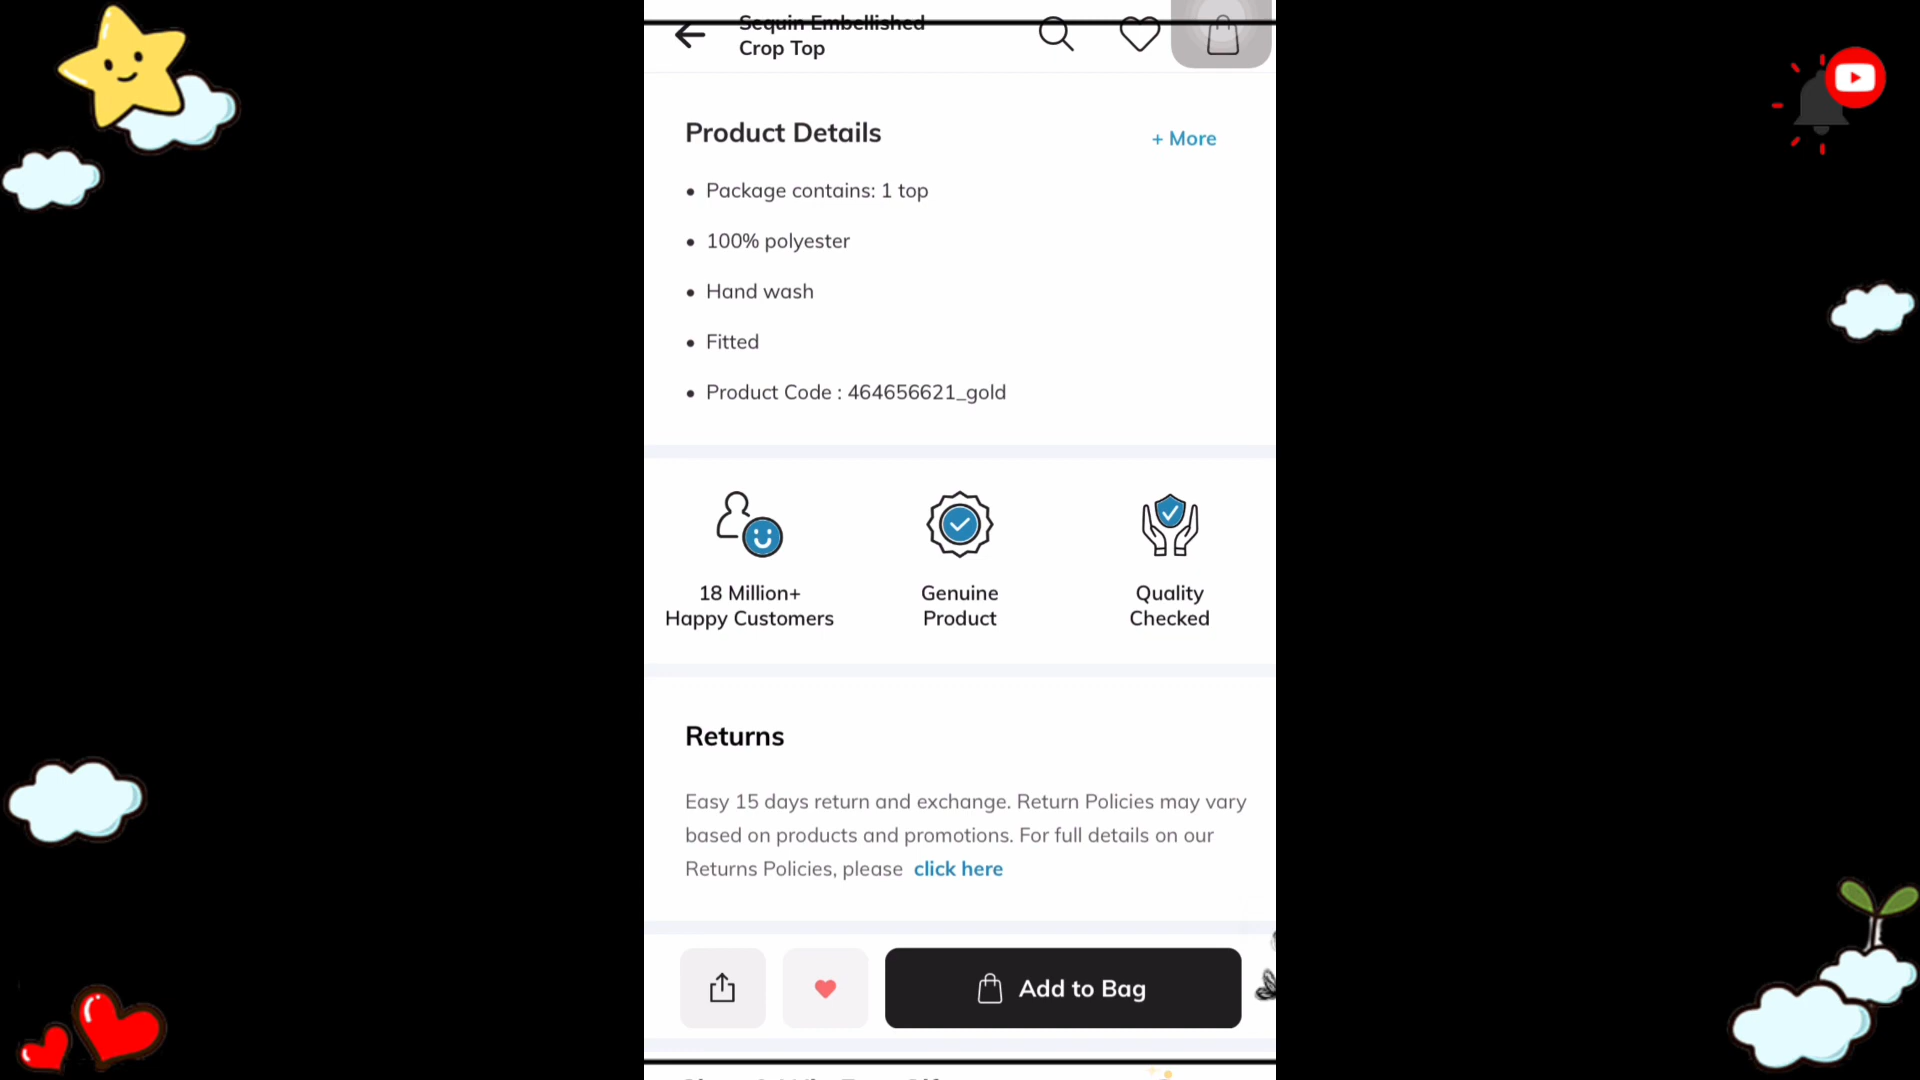 Sequin Embellished
Crop Top
Product Details
+ More
• Package contains: 1 top
• 100% polyester
• Hand wash
• Fitted
• Product Code : 464656621_gold
18 Million+
Happy Customers
Genuine
Product
Quality
Checked
Returns
Easy 15 days return and exchange. Return Policies may vary
based on products and promotions. For full details on our
Returns Policies, please click here
Add to Bag